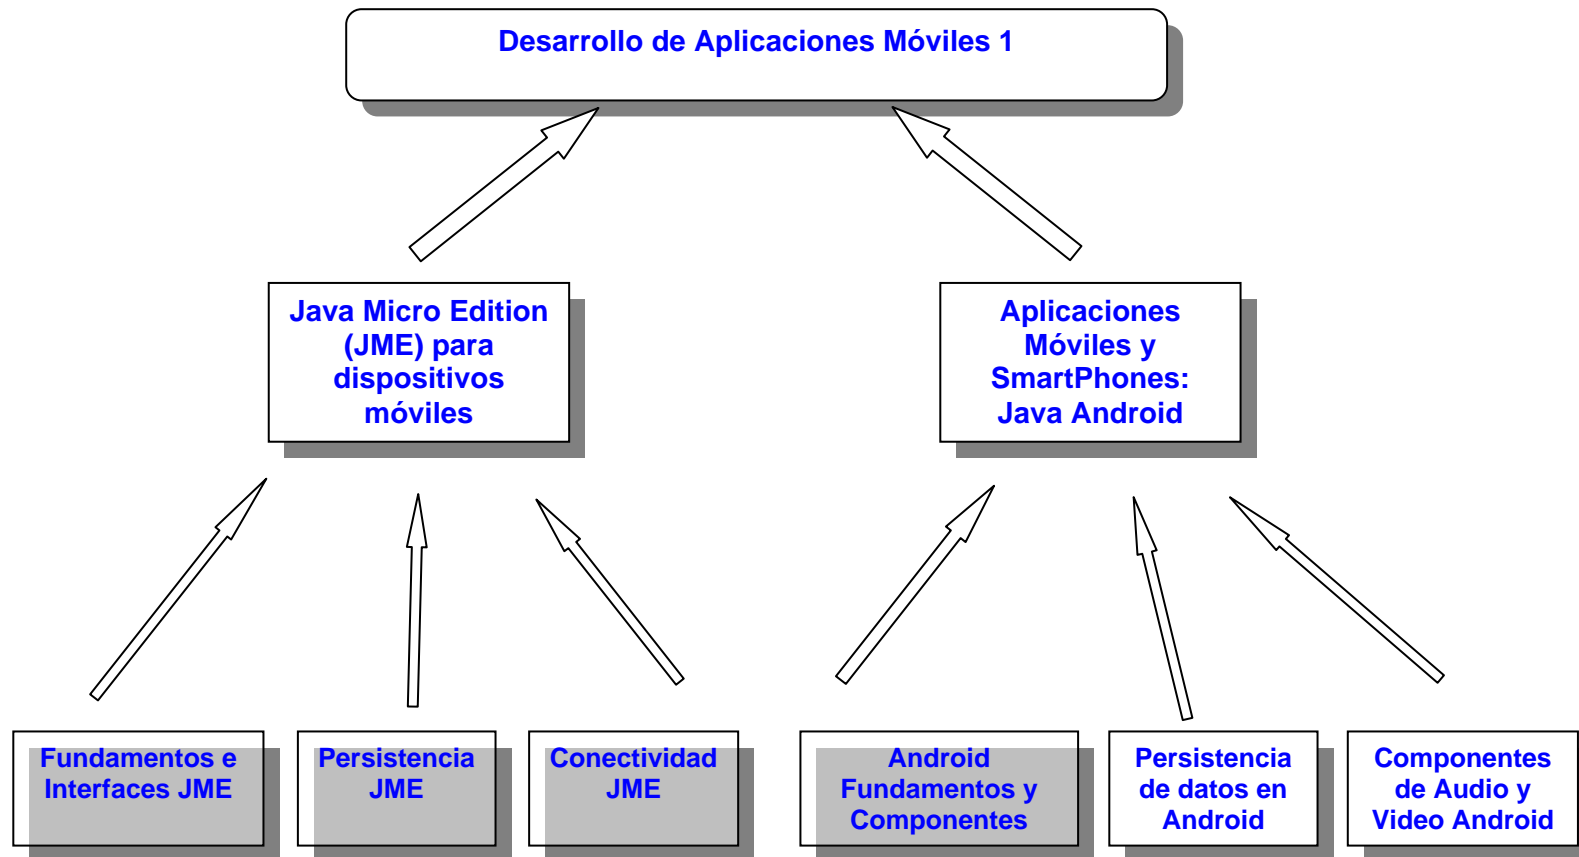 Desarrollo de Aplicaciones Móviles 1
Java Micro Edition
(JME) para
dispositivos
móviles
Aplicaciones
Móviles y
SmartPhones:
Java Android
Fundamentos e
Interfaces JME
Persistencia
JME
Conectividad
JME
Android
Fundamentos y
Componentes
Persistencia
de datos en
Android
Componentes
de Audio y
Video Android